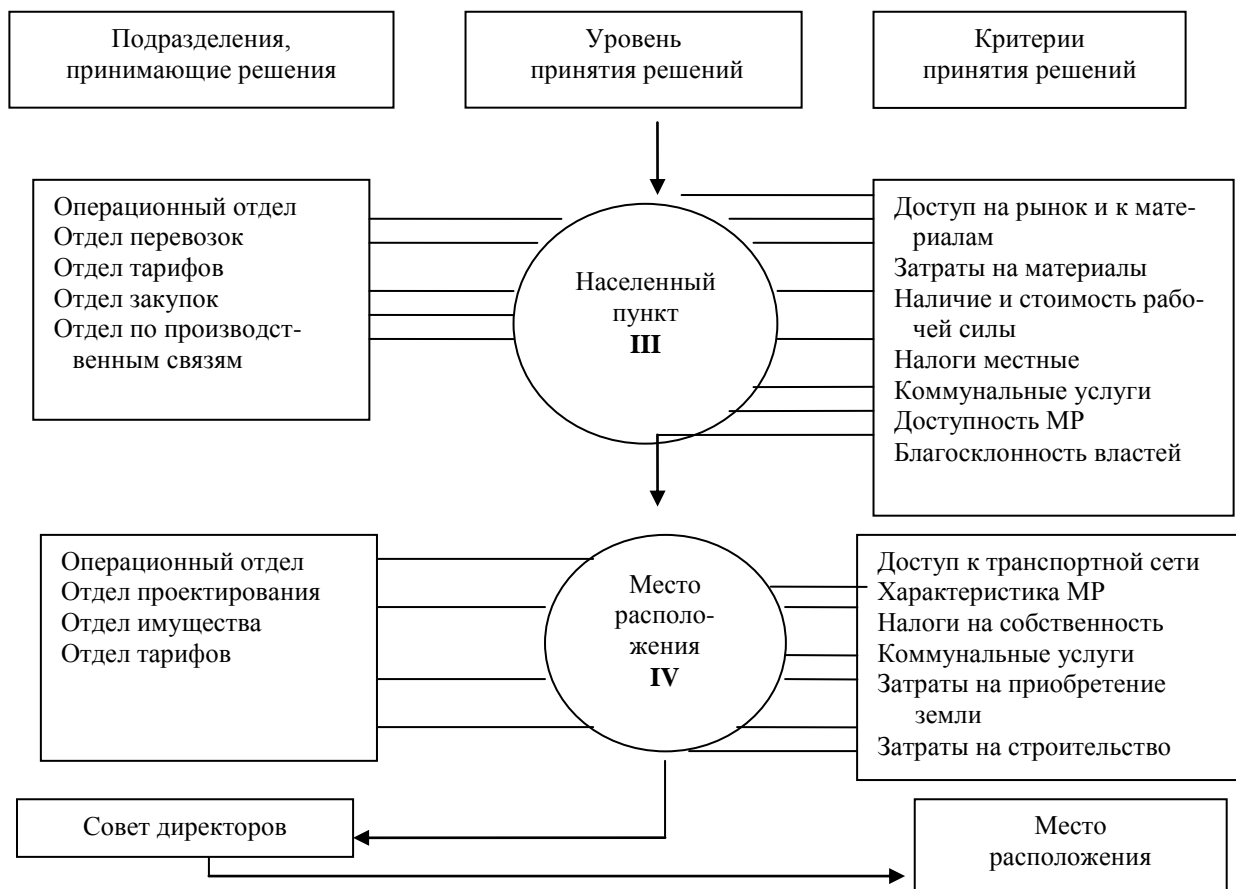 Подразделения,
принимающие решения
Уровень
принятия решений
Критерии
принятия решений
Операционный отдел
Отдел перевозок
Отдел тарифов
Отдел закупок
Отдел по производст-
венным связям
Населенный
пункт
III
Доступ на рынок и к мате-
риалам
Затраты на материалы
Наличие и стоимость рабо-
чей силы
Налоги местные
Коммунальные услуги
Доступность МР
Благосклонность властей
Операционный отдел
Отдел проектирования
Отдел имущества
Отдел тарифов
Место
располо-
жения
IV
Доступ к транспортной сети
Характеристика МР
Налоги на собственность
Коммунальные услуги
Затраты на приобретение
земли
Затраты на строительство
Совет директоров
Место
расположения